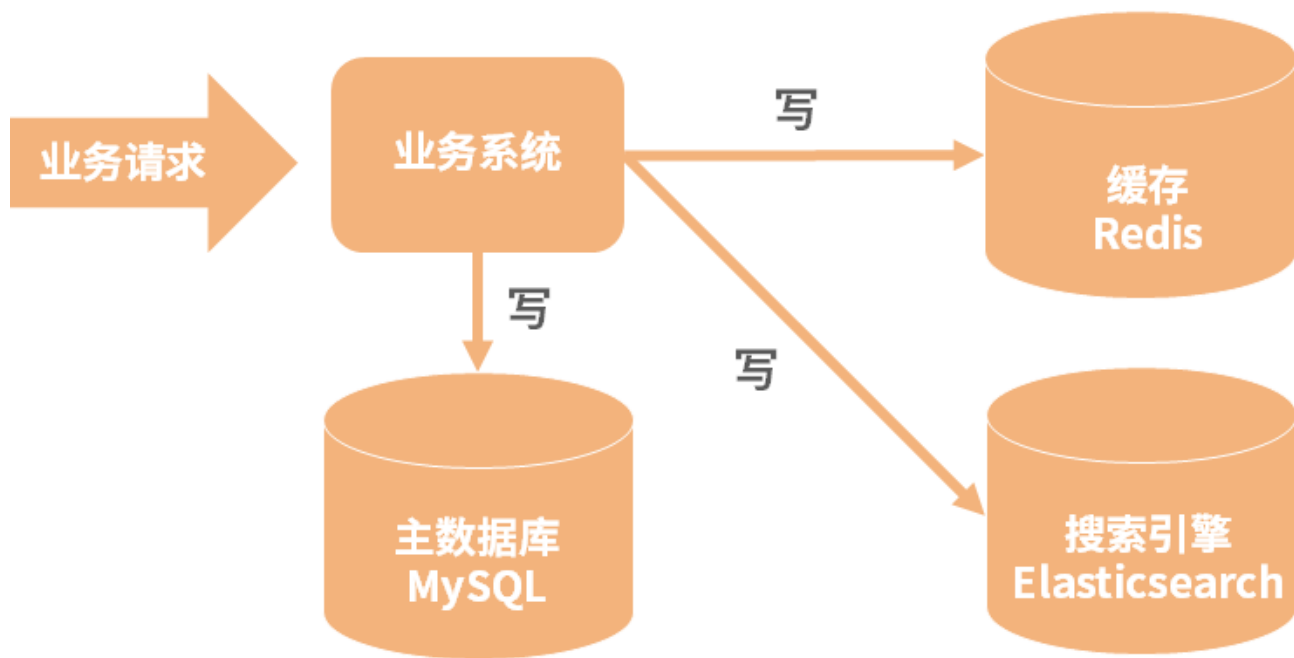 业务请求
业务系统
写
缓存
Redis
写
写
主数据库
MySQL
搜索引擎
Elasticsearch